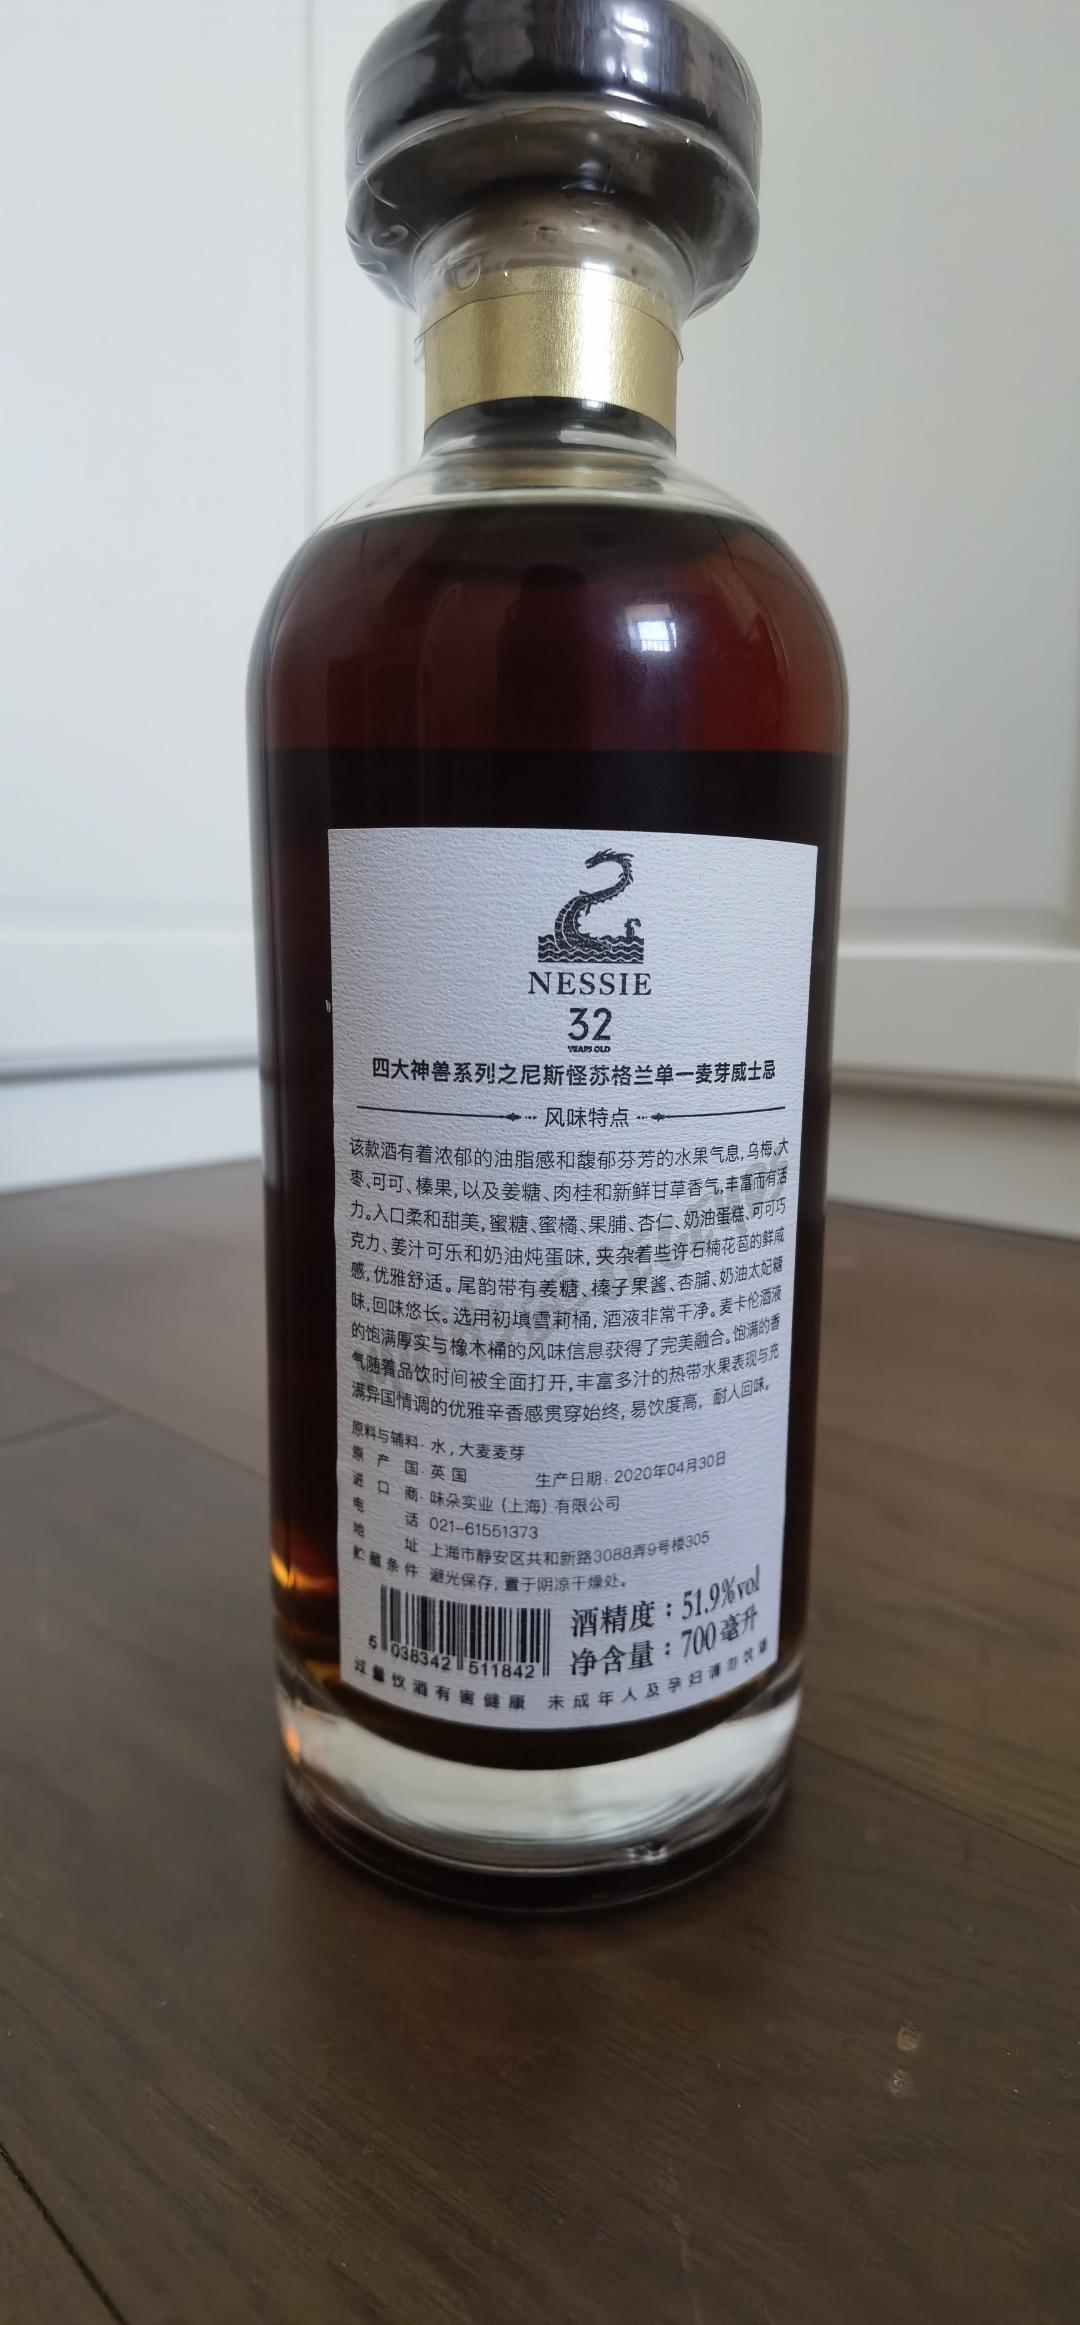 NESSIE
32
YEARS OLD
四大神兽系列之尼斯怪苏格兰单一麦芽威士忌
风味特点
该款酒有着浓郁的油脂感和馥郁芬芳的水果气息,乌梅、大
枣、可可、榛果,以及姜糖、肉桂和新鲜甘草香气,丰富而有活
力。入口柔和甜美,蜜糖、蜜橘、果脯、杏仁、奶油蛋糕、可可巧
克力、姜汁可乐和奶油炖蛋味,夹杂着些许石楠花苞的鲜咸
感,优雅舒适。尾韵带有姜糖、榛子果酱、杏脯、奶油太妃糖
味,回味悠长。选用初填雪莉桶,酒液非常干净。麦卡伦酒液
的饱满厚实与橡木桶的风味信息获得了完美融合。饱满的香
气随着品饮时间被全面打开,丰富多汁的热带水果表现与充
满异国情调的优雅辛香感贯穿始终,易饮度高,耐人回味。
原料与辅料.水,大麦麦芽
原产国.英国 生产日期.2020年04月30日
进口商.味朵实业(上海)有限公司
电话 021-61551373
地址 上海市静安区共和新路3088弄9号楼305
贮藏条件 避光保存,置于阴凉干燥处。
酒精度:51.9%vol
净含量:700毫升
5 038342 511842
过量饮酒有害健康 未成年人及孕妇请勿饮酒